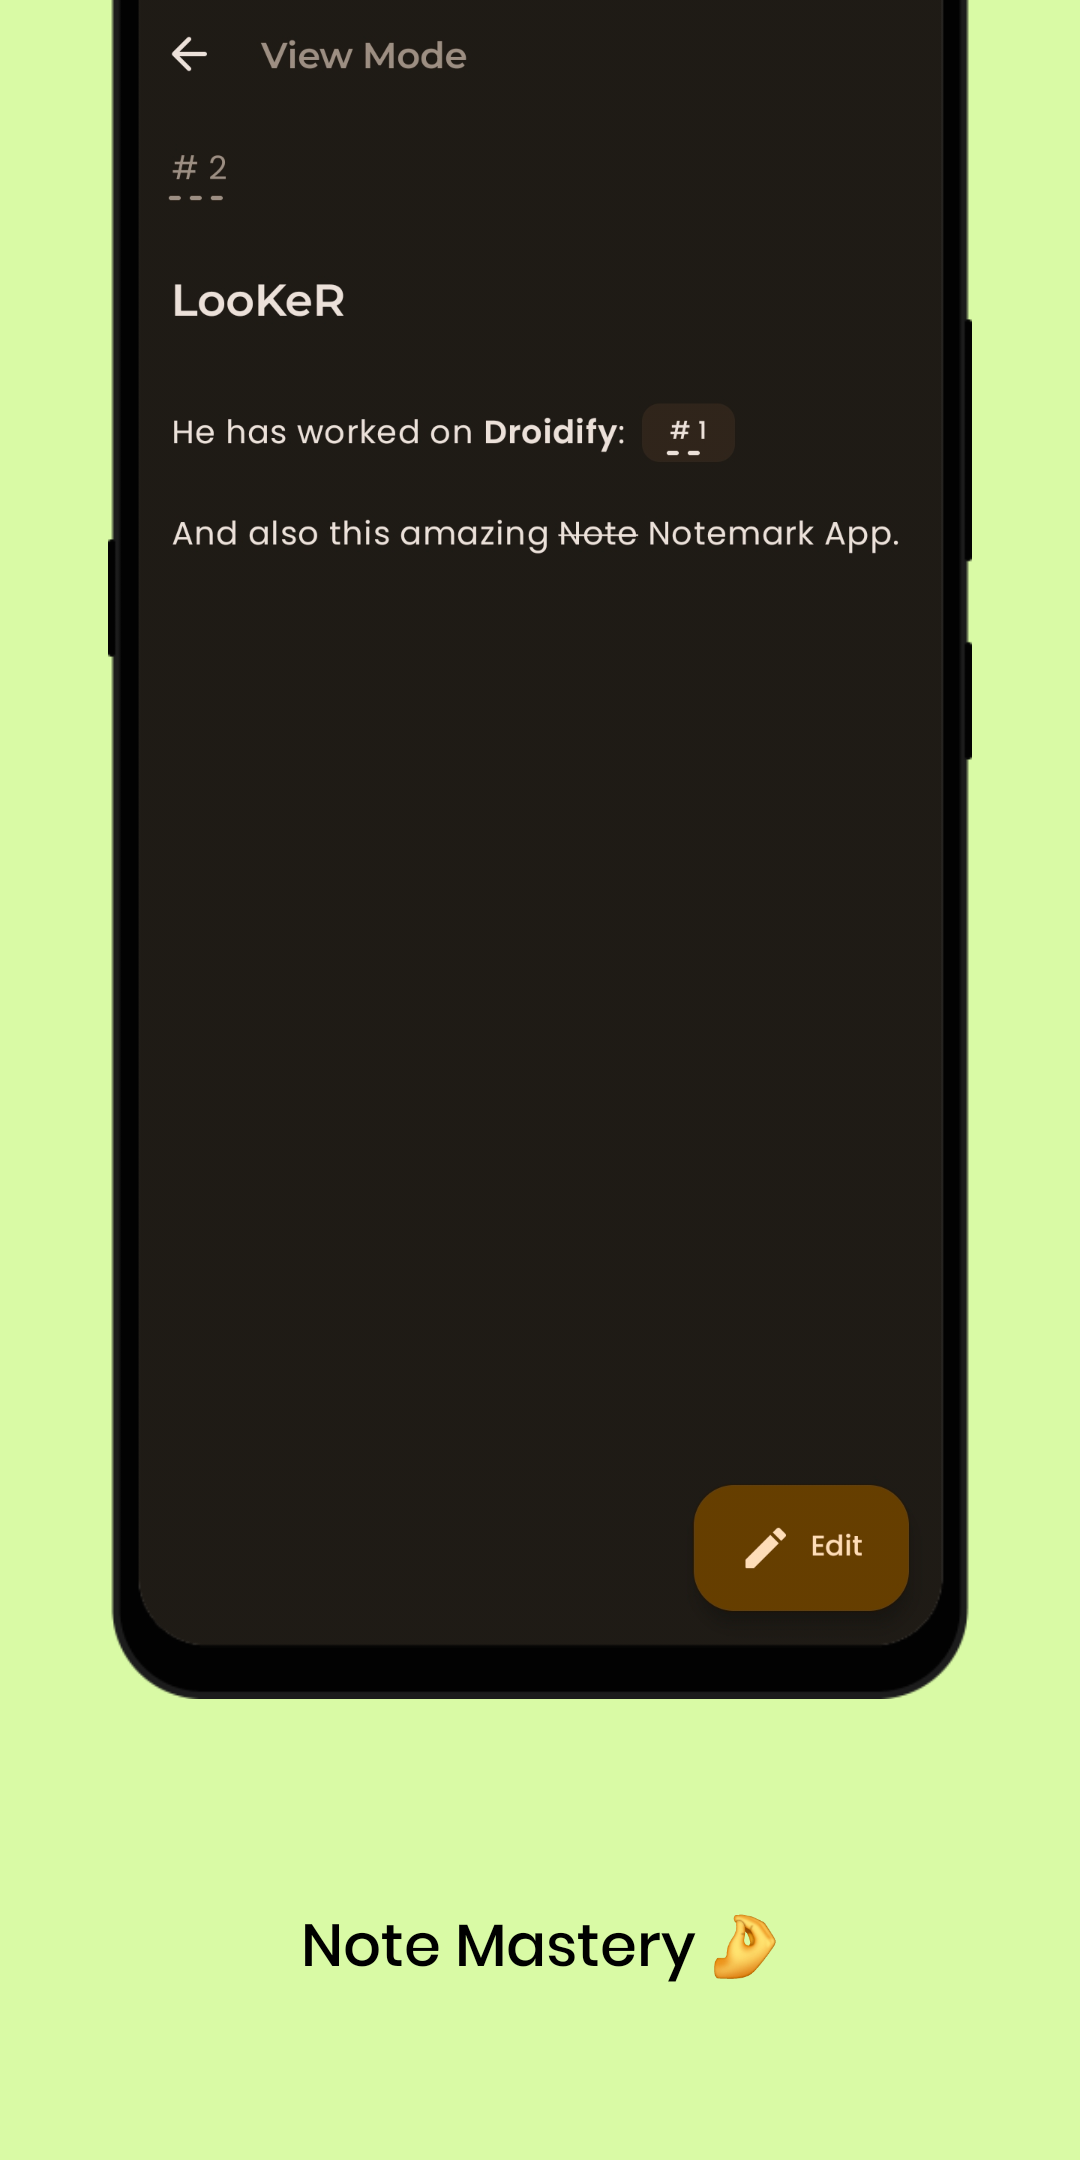 View Mode
# 2
LooKeR
He has worked on Droidify: # 1
And also this amazing Note Notemark App.
Edit
Note Mastery 🤌